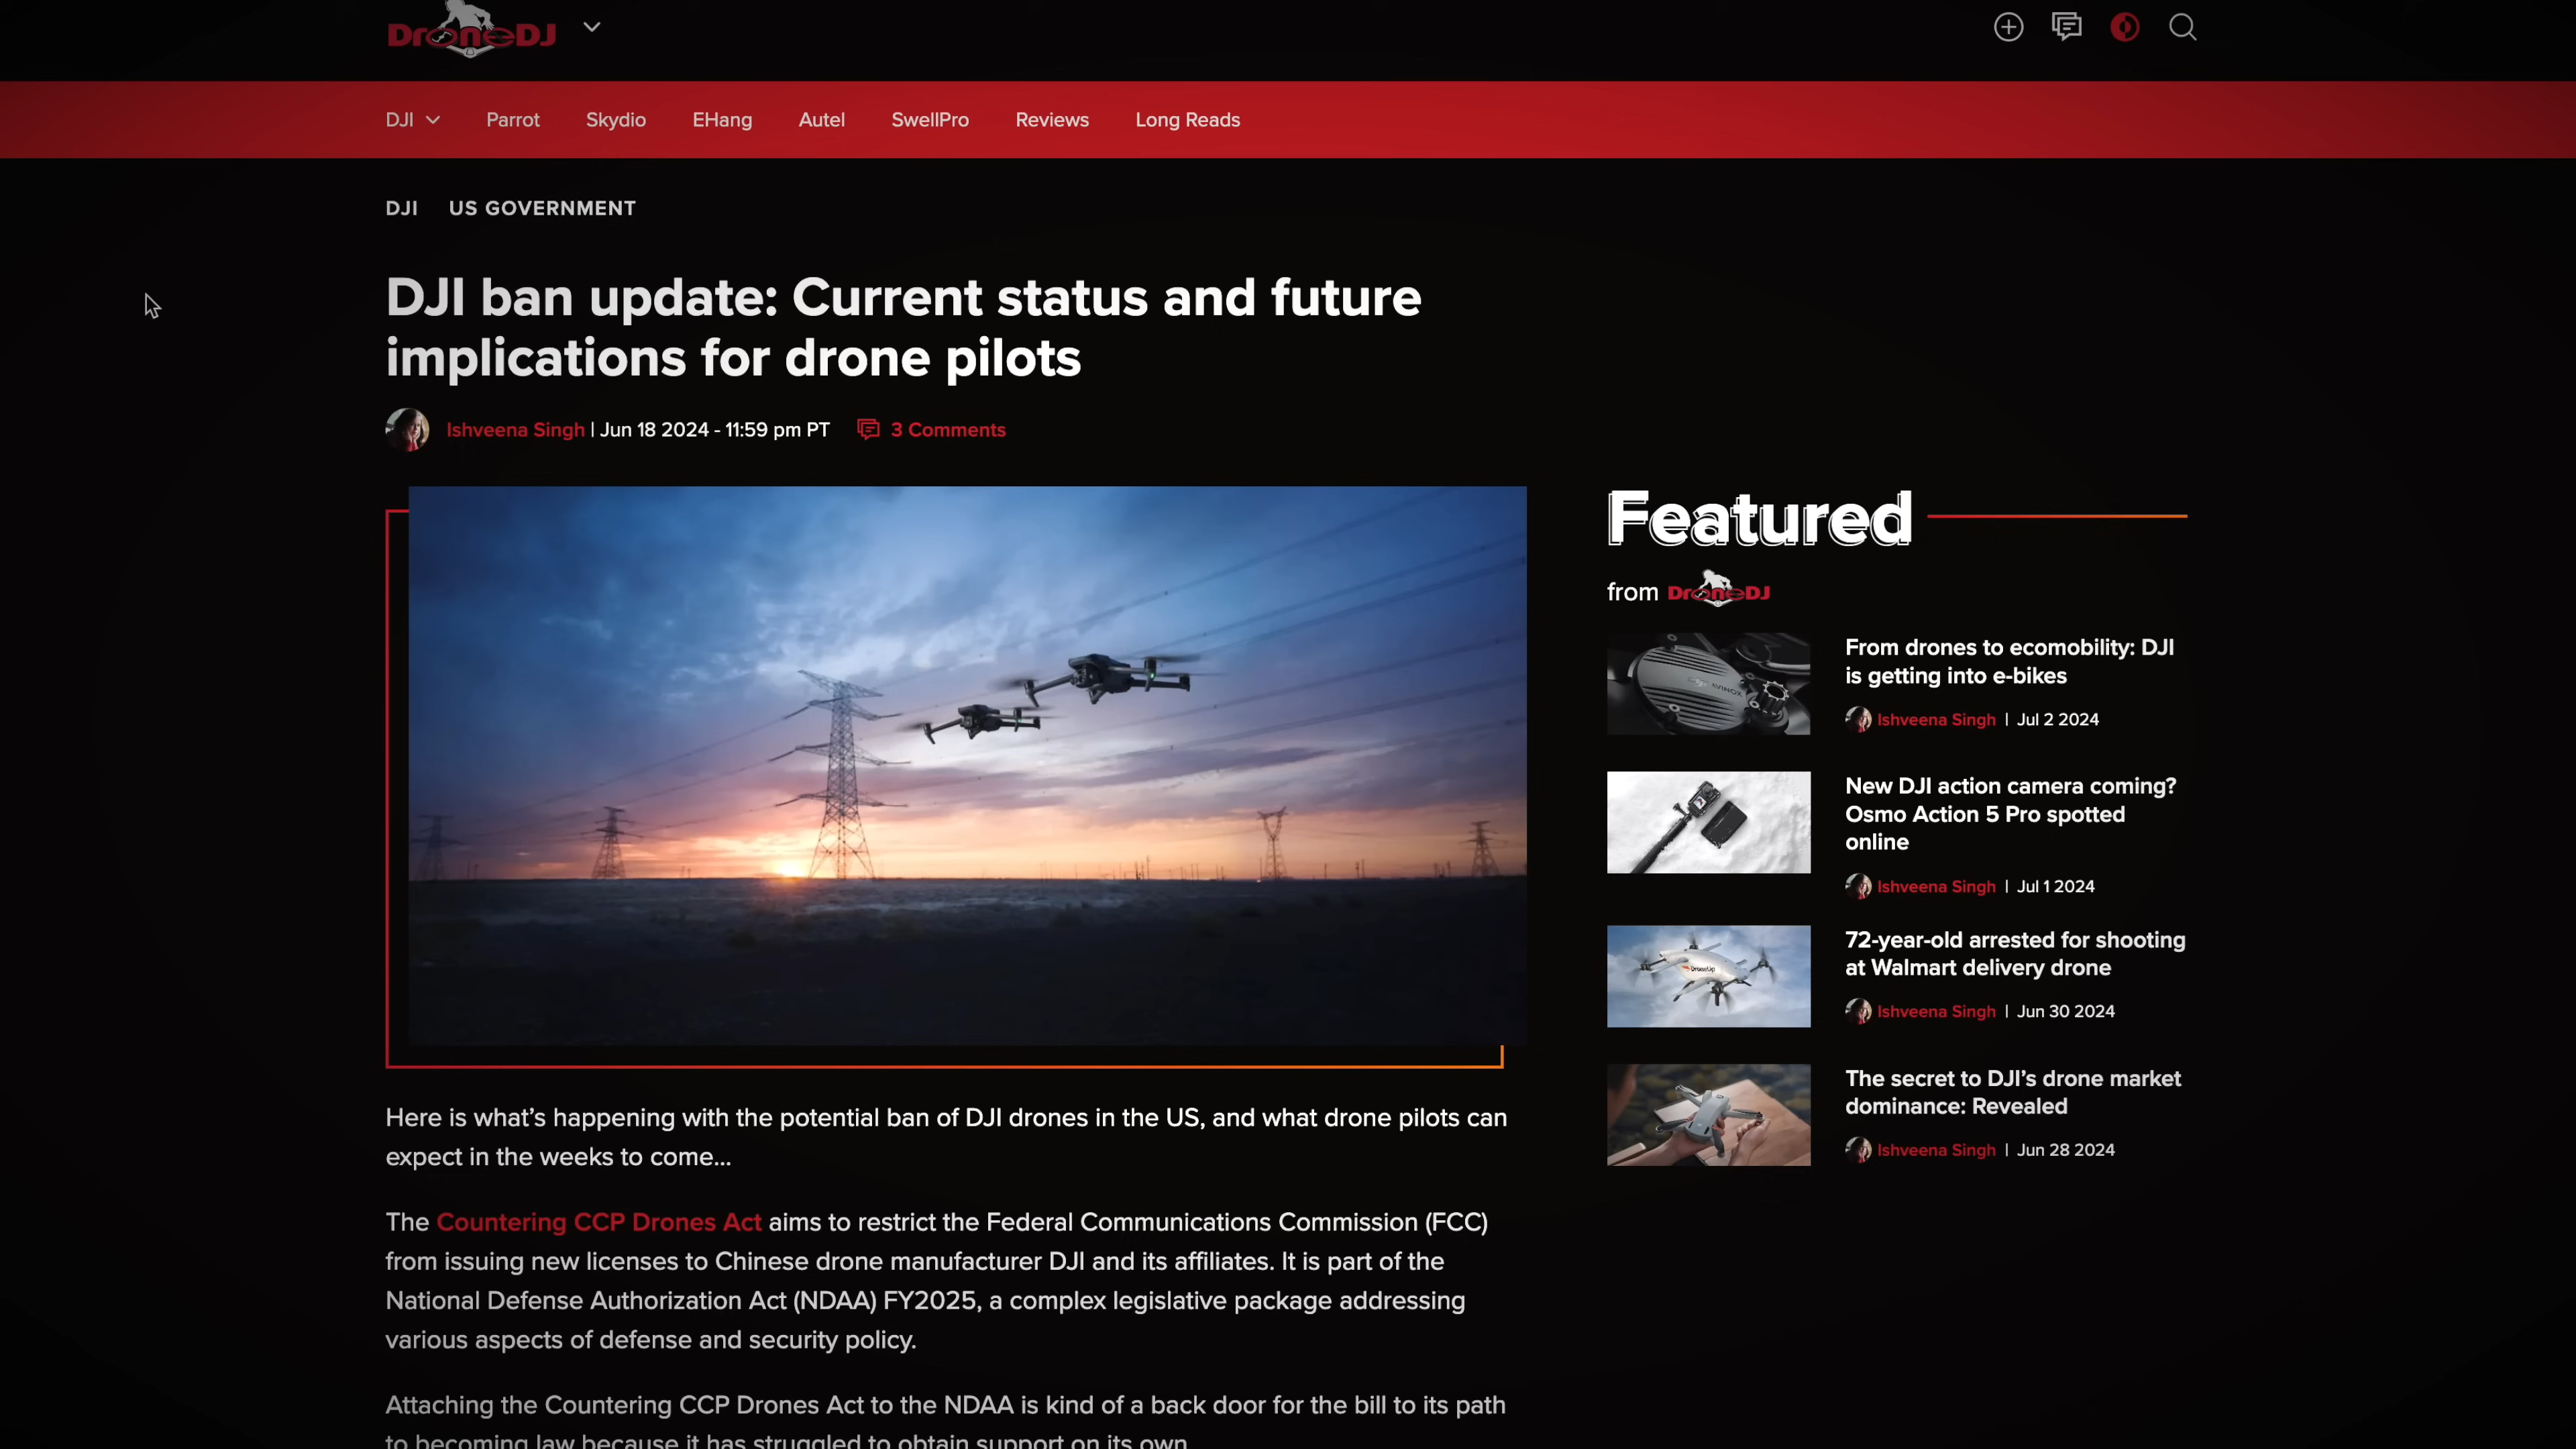 DroneDJ
DJI Parrot Skydio EHang Autel SwellPro Reviews Long Reads
DJI US GOVERNMENT
DJI ban update: Current status and future
implications for drone pilots
Ishveena Singh | Jun 18 2024 - 11:59 pm PT 3 Comments
Here is what’s happening with the potential ban of DJI drones in the US, and what drone pilots can
expect in the weeks to come…
The Countering CCP Drones Act aims to restrict the Federal Communications Commission (FCC)
from issuing new licenses to Chinese drone manufacturer DJI and its affiliates. It is part of the
National Defense Authorization Act (NDAA) FY2025, a complex legislative package addressing
various aspects of defense and security policy.
Attaching the Countering CCP Drones Act to the NDAA is kind of a back door for the bill to its path
to becoming law because it has struggled to obtain support on its own.
Featured
from DroneDJ
AVINOX
From drones to ecomobility: DJI
is getting into e-bikes
Ishveena Singh | Jul 2 2024
New DJI action camera coming?
Osmo Action 5 Pro spotted
online
Ishveena Singh | Jul 1 2024
DroneUp
72-year-old arrested for shooting
at Walmart delivery drone
Ishveena Singh | Jun 30 2024
The secret to DJI’s drone market
dominance: Revealed
Ishveena Singh | Jun 28 2024